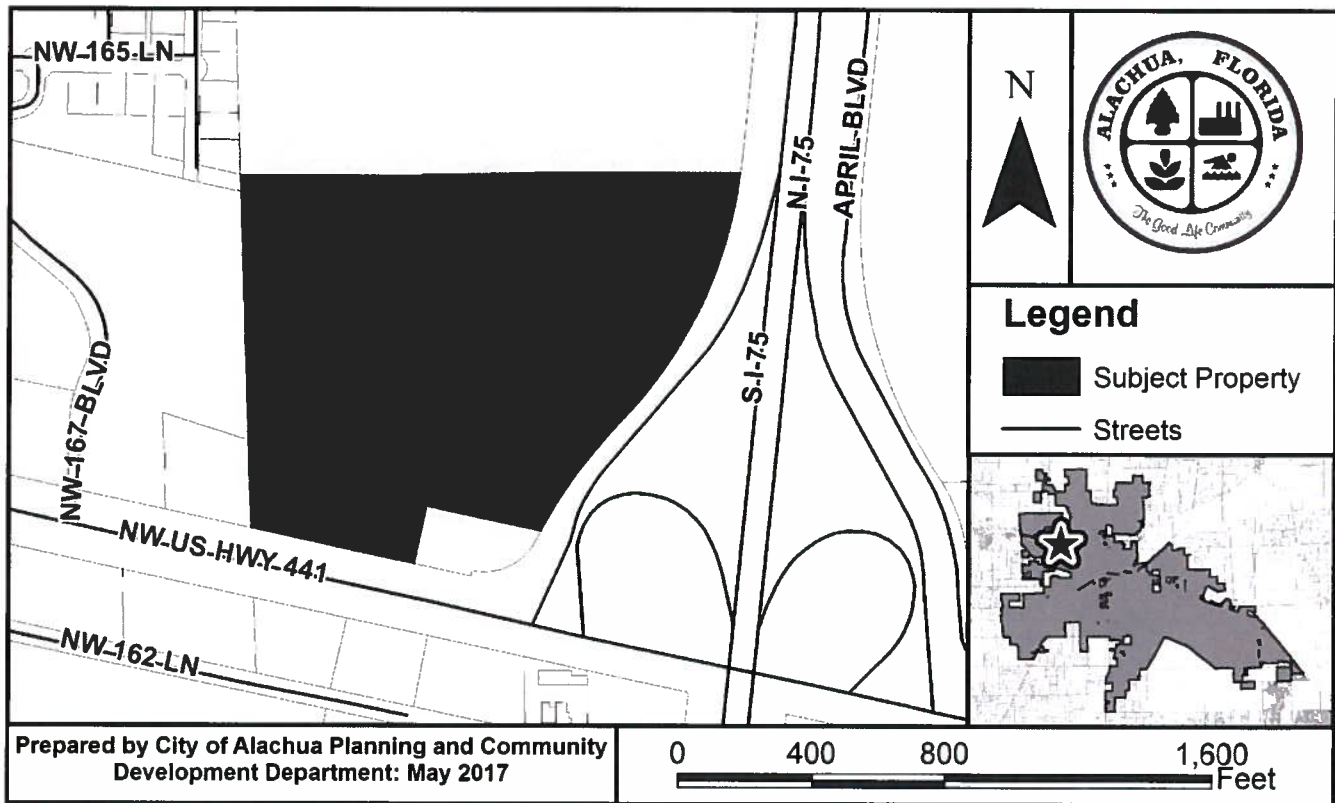 NW-165-LN
NW-167-BLVD
NW-US-HWY-441
NW-162-LN
S-I-75
N-I-75
APRIL-BLVD
N
ALACHUA, FLORIDA
The Good Life Community
Legend
Subject Property
Streets
Prepared by City of Alachua Planning and Community
Development Department: May 2017
0 400 800 1,600
Feet